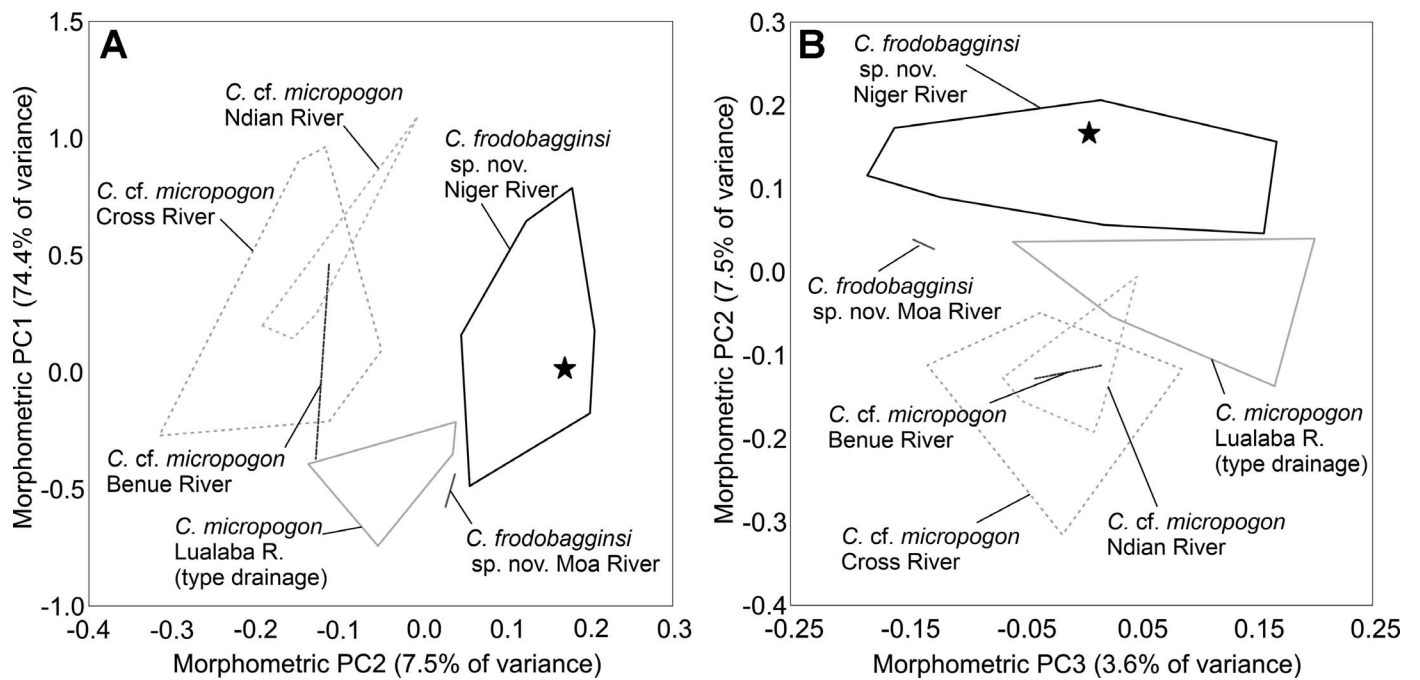 A
1.5
1.0
0.5
0.0
-0.5
-1.0
Morphometric PC1 (74.4% of variance)
C. cf. micropogon
Ndian River
C. frodobagginsi
sp. nov.
Niger River
C. cf. micropogon
Cross River
C. cf. micropogon
Benue River
C. micropogon
Lualaba R.
(type drainage)
C. frodobagginsi
sp. nov. Moa River
-0.4 -0.2 -0.1 0.0 0.1 0.2 0.3
Morphometric PC2 (7.5% of variance)
B
0.3
0.2
0.1
0.0
-0.1
-0.2
-0.3
-0.4
Morphometric PC2 (7.5% of variance)
C. frodobagginsi
sp. nov.
Niger River
C. frodobagginsi
sp. nov. Moa River
C. cf. micropogon
Benue River
C. micropogon
Lualaba R.
(type drainage)
C. cf. micropogon
Cross River
C. cf. micropogon
Ndian River
-0.25 -0.15 -0.05 0.05 0.15 0.25
Morphometric PC3 (3.6% of variance)